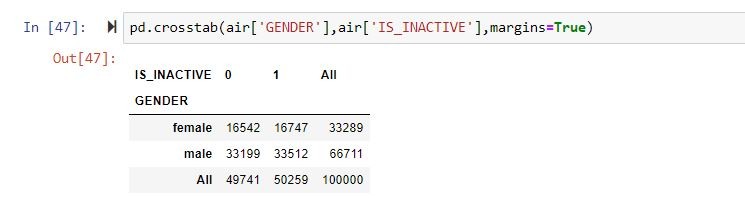 In [47]: pd.crosstab(air['GENDER'],air['IS_INACTIVE'],margins=True)
Out[47]:
IS_INACTIVE 0 1 All
GENDER
female 16542 16747 33289
male 33199 33512 66711
All 49741 50259 100000